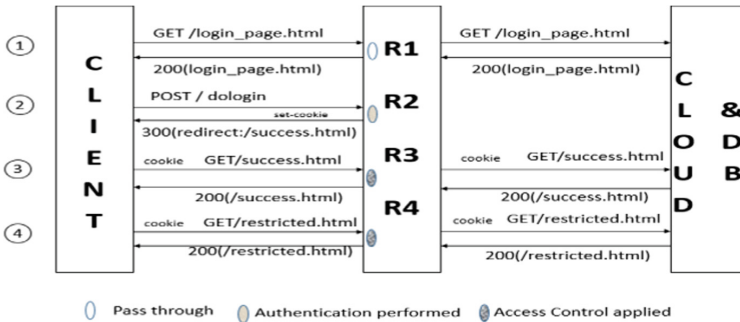 1
GET /login_page.html
R1
GET /login_page.html
200(login_page.html)
200(login_page.html)
2
POST / dologin
R2
set-cookie
300(redirect:/success.html)
R3
3
cookie GET/success.html
cookie GET/success.html
200(/success.html)
200(/success.html)
R4
4
cookie GET/restricted.html
cookie GET/restricted.html
200(/restricted.html)
200(/restricted.html)
CLIENT
CLOUD
&DB
Pass through
Authentication performed
Access Control applied